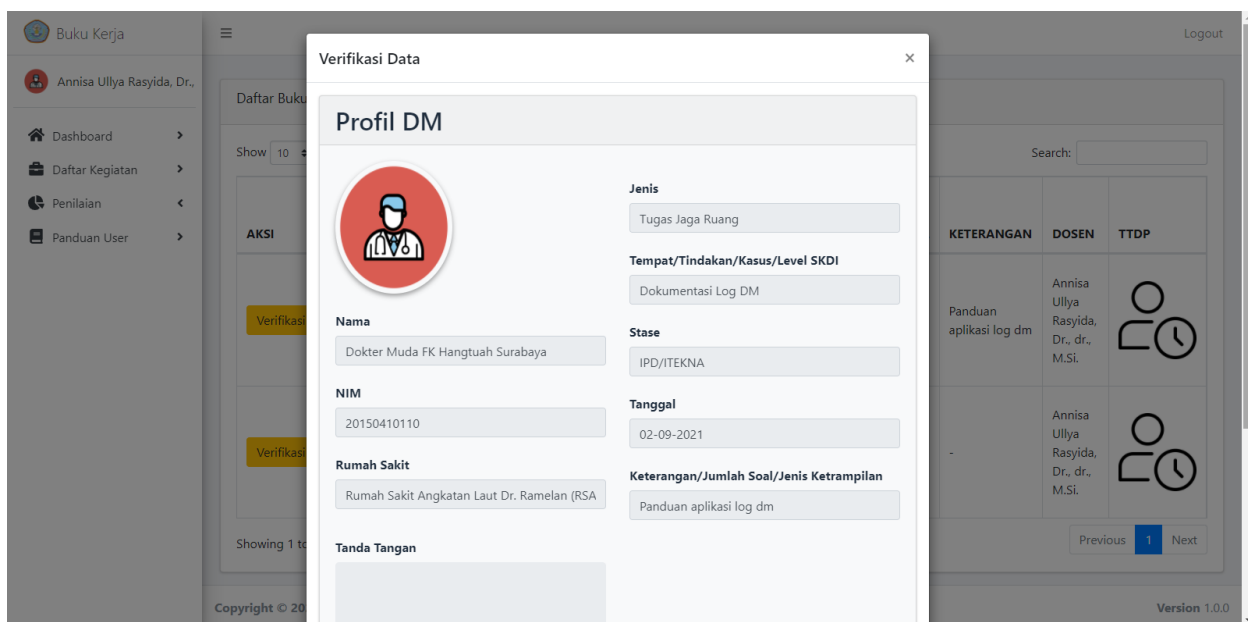 Buku Kerja
Logout
Annisa Ullya Rasyida, Dr.,
Dashboard
Daftar Kegiatan
Penilaian
Panduan User
Daftar Buku
Show 10
Search:
AKSI
KETERANGAN
DOSEN
TTDP
Verifikasi
Panduan
aplikasi log dm
Annisa
Ullya
Rasyida,
Dr., dr.,
M.Si.
Verifikasi
-
Annisa
Ullya
Rasyida,
Dr., dr.,
M.Si.
Showing 1 to
Previous 1 Next
Copyright © 20
Version 1.0.0
Verifikasi Data
×
Profil DM
Nama
Dokter Muda FK Hangtuah Surabaya
NIM
20150410110
Rumah Sakit
Rumah Sakit Angkatan Laut Dr. Ramelan (RSA
Tanda Tangan
Jenis
Tugas Jaga Ruang
Tempat/Tindakan/Kasus/Level SKDI
Dokumentasi Log DM
Stase
IPD/ITEKNA
Tanggal
02-09-2021
Keterangan/Jumlah Soal/Jenis Ketrampilan
Panduan aplikasi log dm